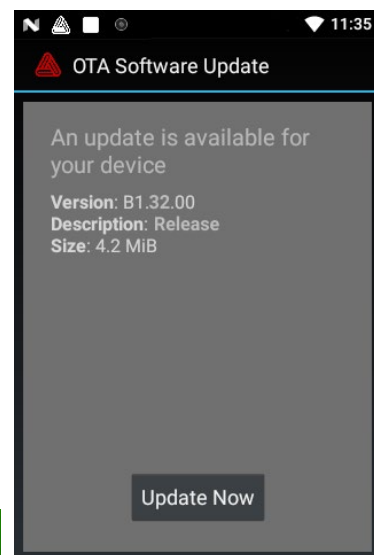 11:35
OTA Software Update
An update is available for
your device
Version: B1.32.00
Description: Release
Size: 4.2 MiB
Update Now